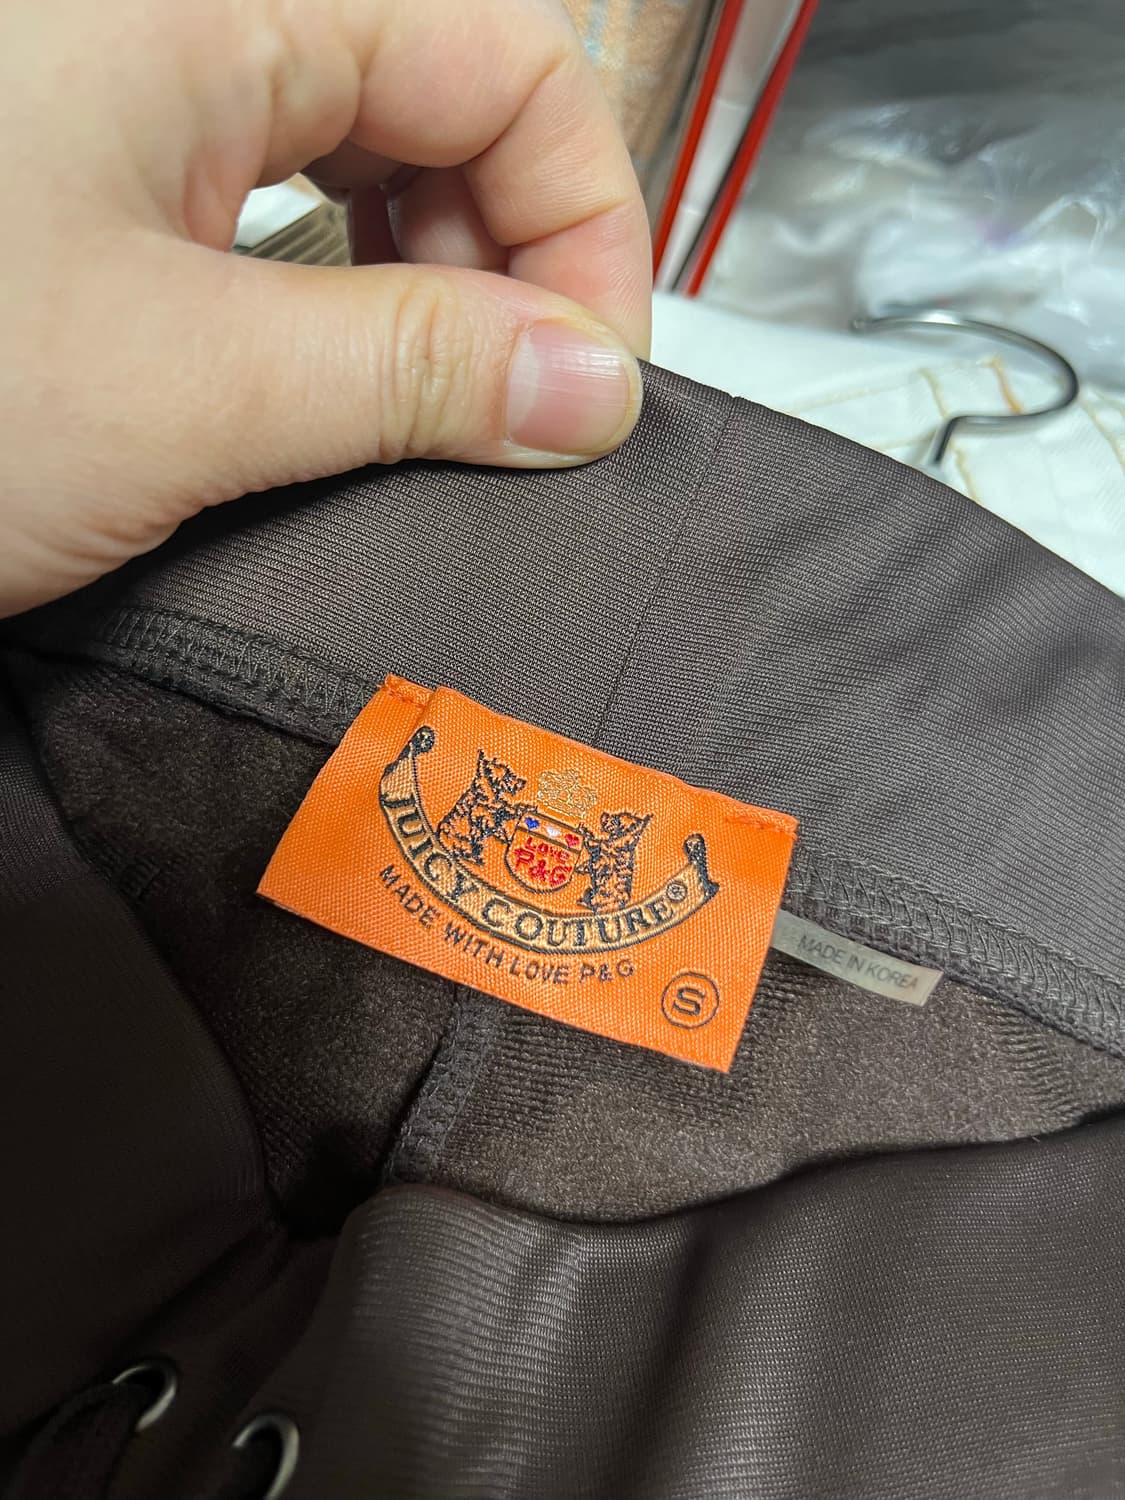 LOVE
P&G
JUICY COUTURE®
MADE WITH LOVE P&G
S
MADE IN KOREA